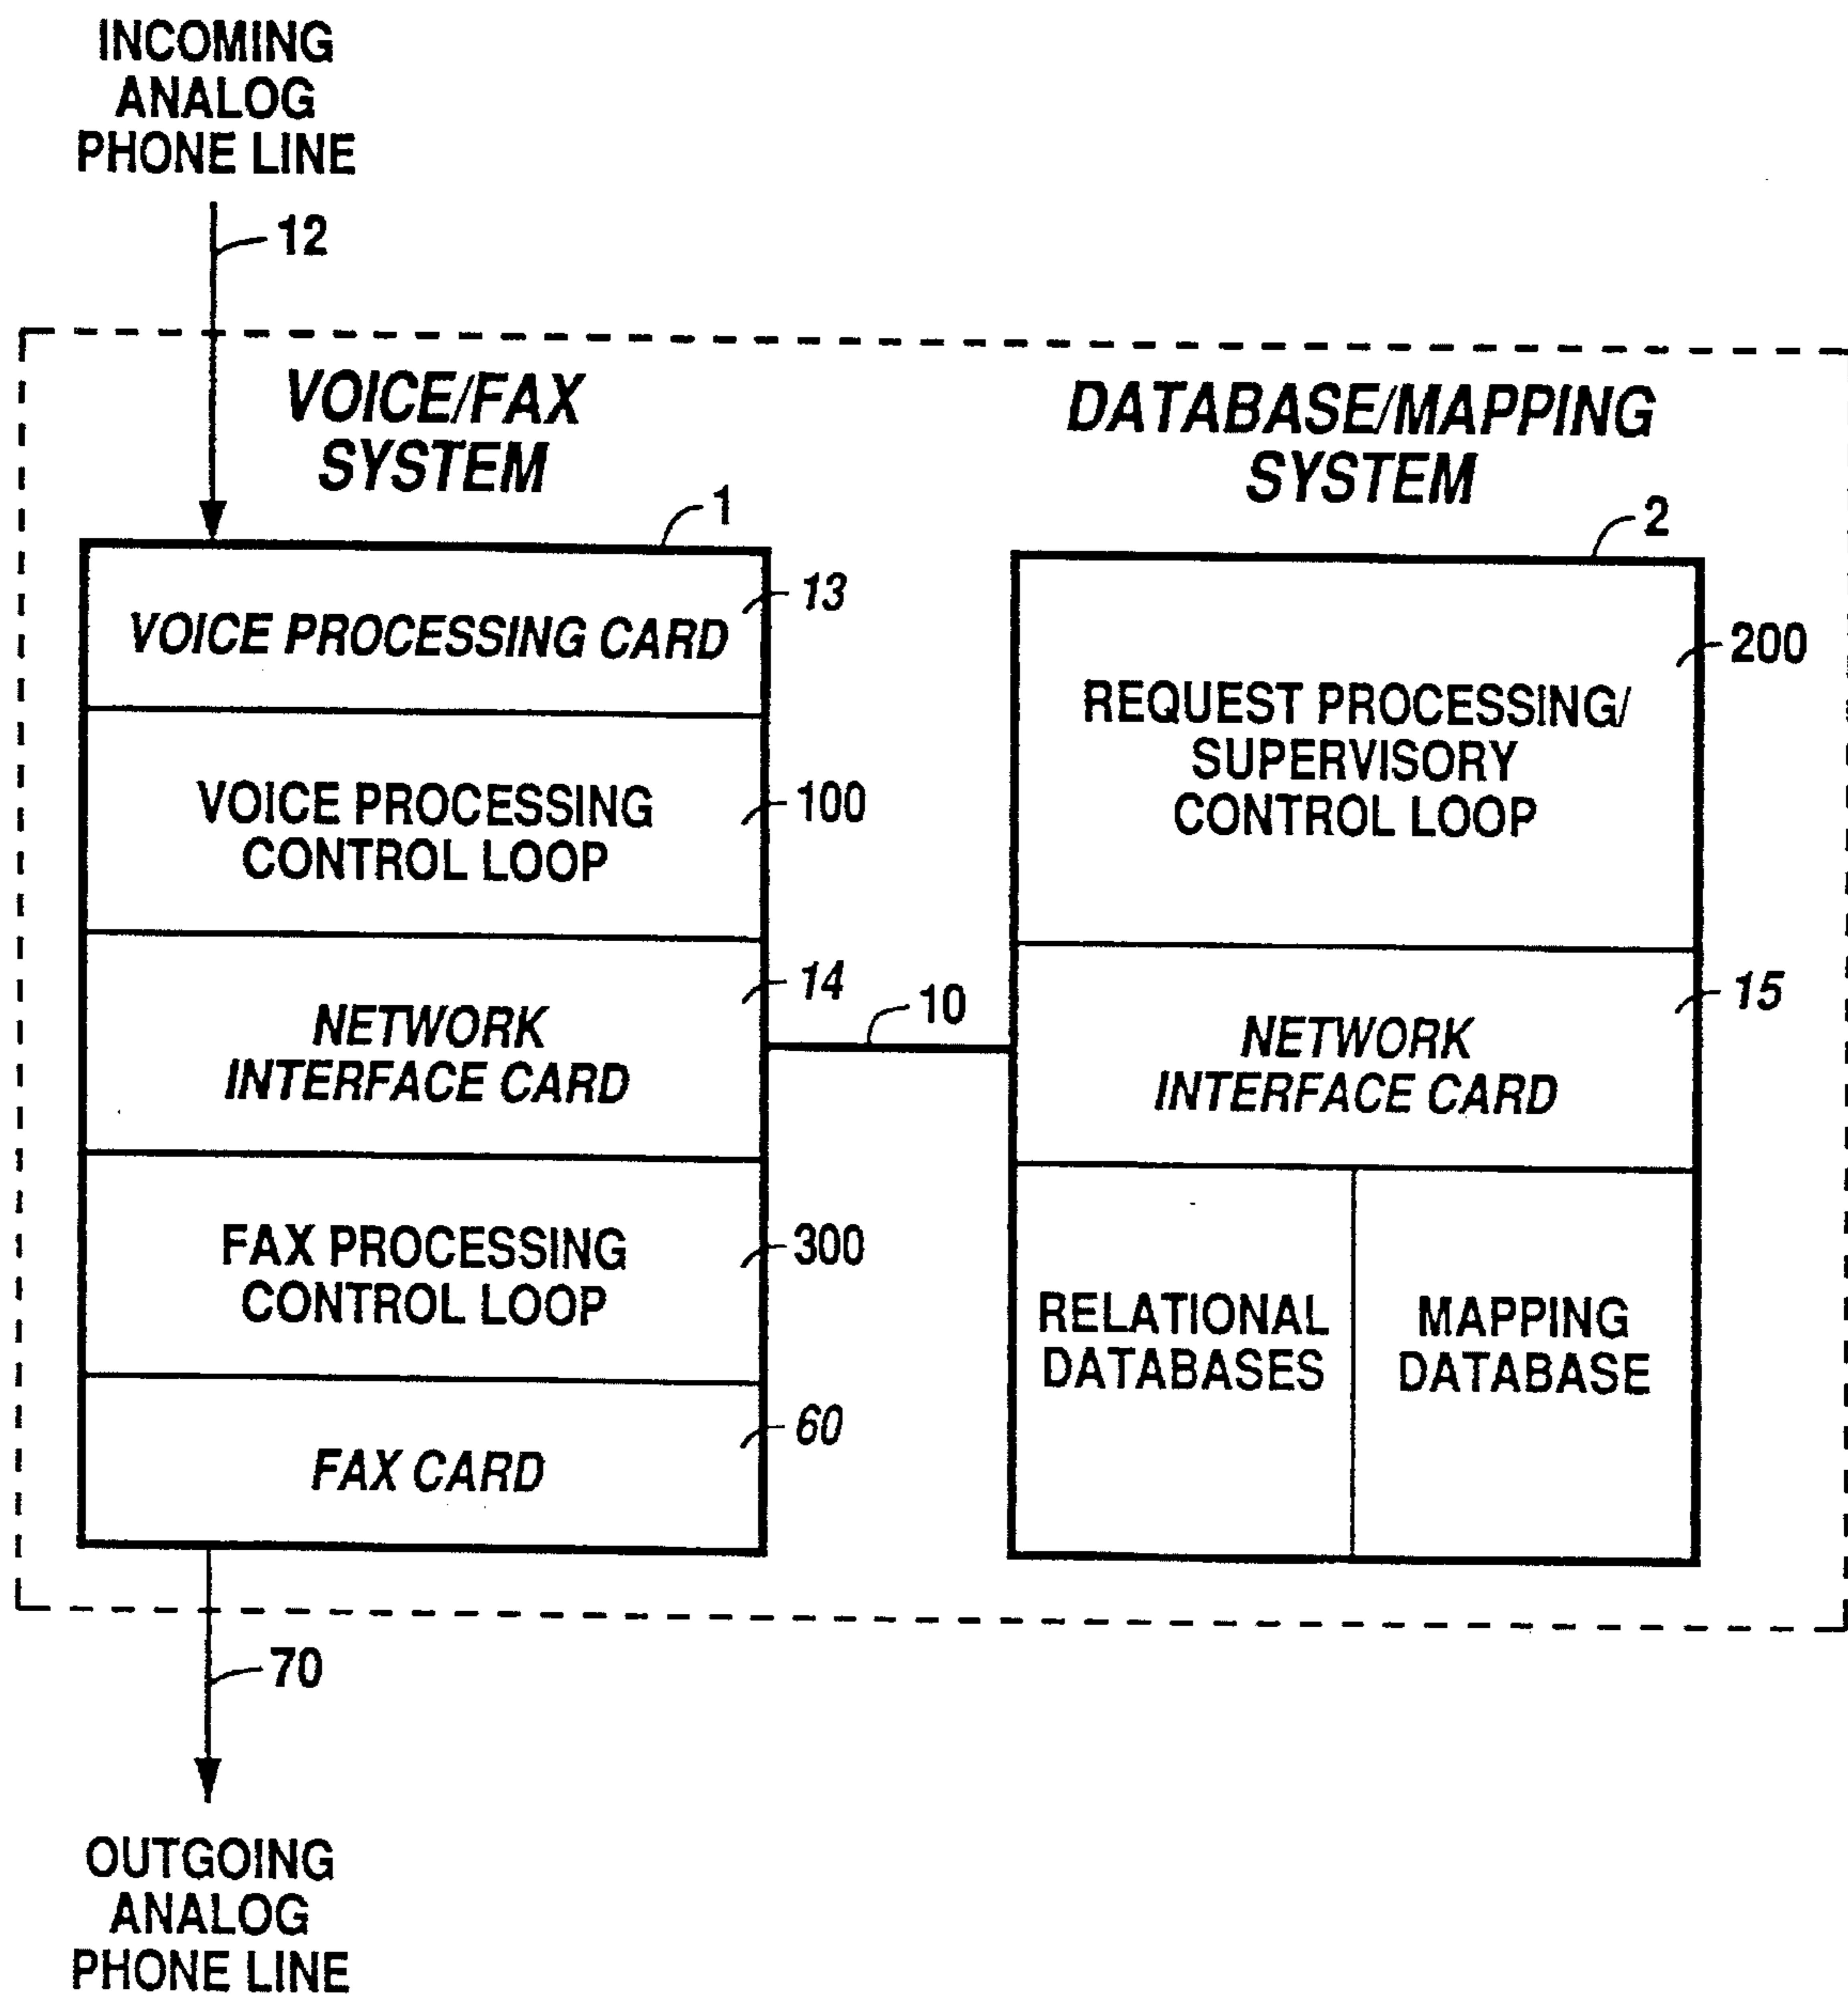 INCOMING
ANALOG
PHONE LINE
12
VOICE/FAX
SYSTEM
1
13
VOICE PROCESSING CARD
VOICE PROCESSING
CONTROL LOOP
100
14
NETWORK
INTERFACE CARD
10
FAX PROCESSING
CONTROL LOOP
300
60
FAX CARD
70
OUTGOING
ANALOG
PHONE LINE
DATABASE/MAPPING
SYSTEM
2
200
REQUEST PROCESSING/
SUPERVISORY
CONTROL LOOP
15
NETWORK
INTERFACE CARD
RELATIONAL
DATABASES
MAPPING
DATABASE